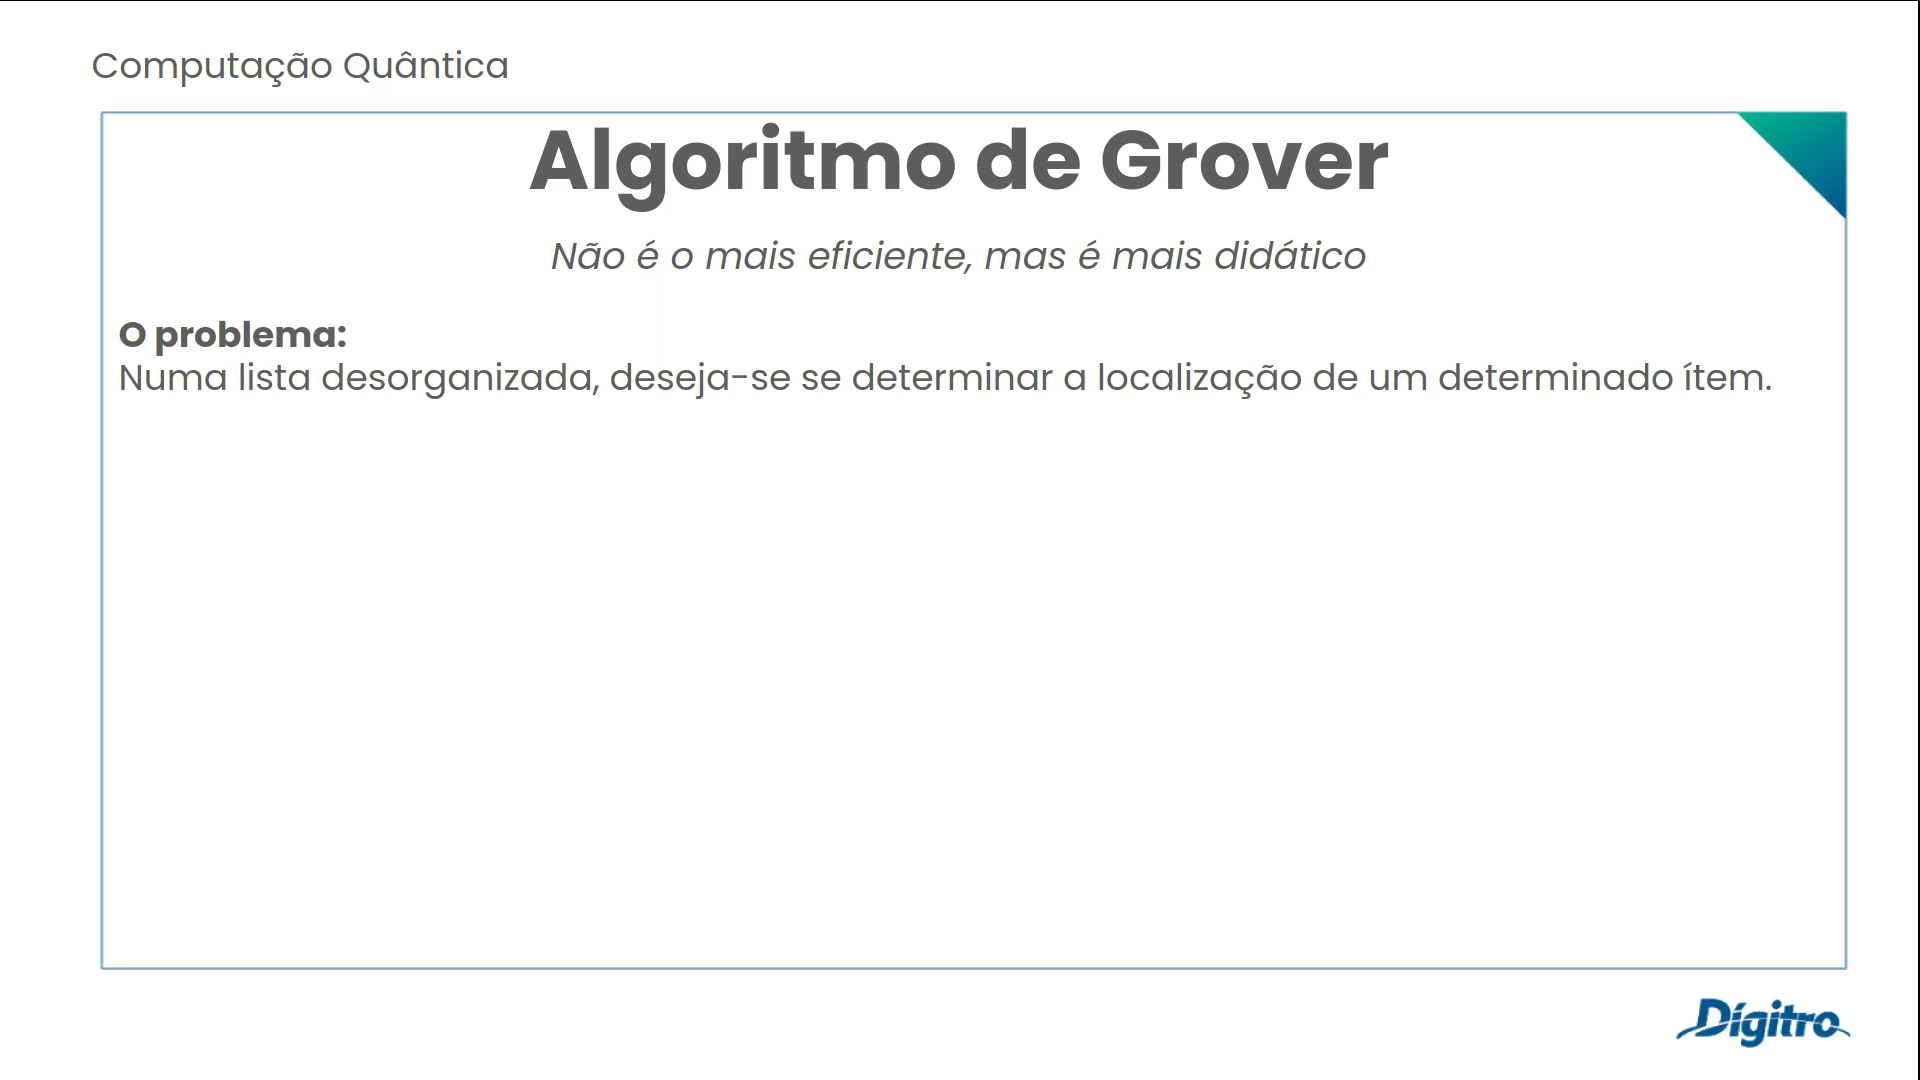 Computação Quântica
Algoritmo de Grover
Não é o mais eficiente, mas é mais didático
O problema:
Numa lista desorganizada, deseja-se se determinar a localização de um determinado ítem.
Dígitro